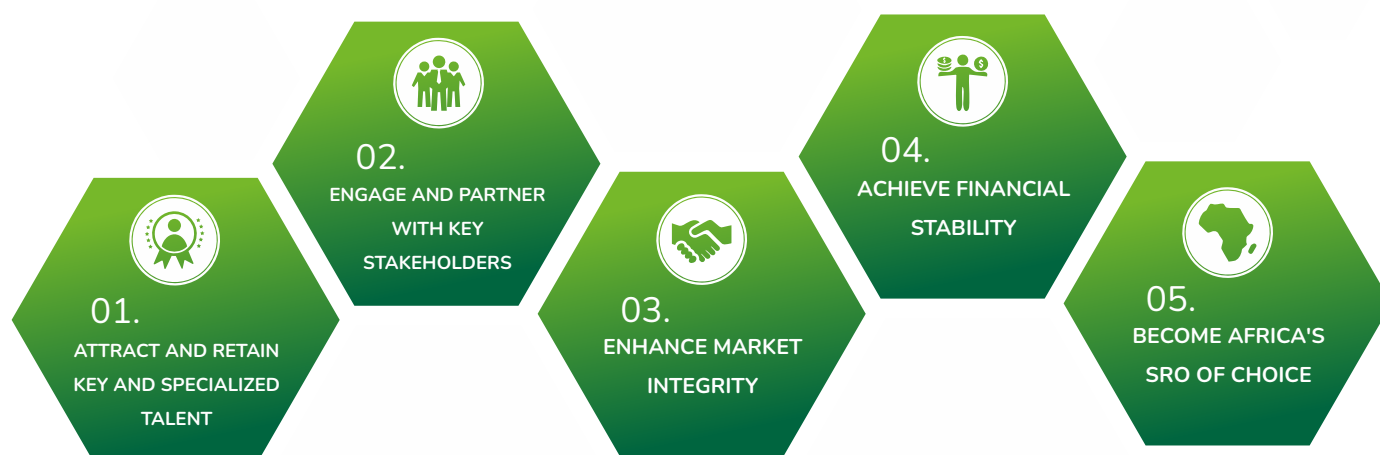 01.
ATTRACT AND RETAIN
KEY AND SPECIALIZED
TALENT
02.
ENGAGE AND PARTNER
WITH KEY
STAKEHOLDERS
03.
ENHANCE MARKET
INTEGRITY
04.
ACHIEVE FINANCIAL
STABILITY
05.
BECOME AFRICA'S
SRO OF CHOICE